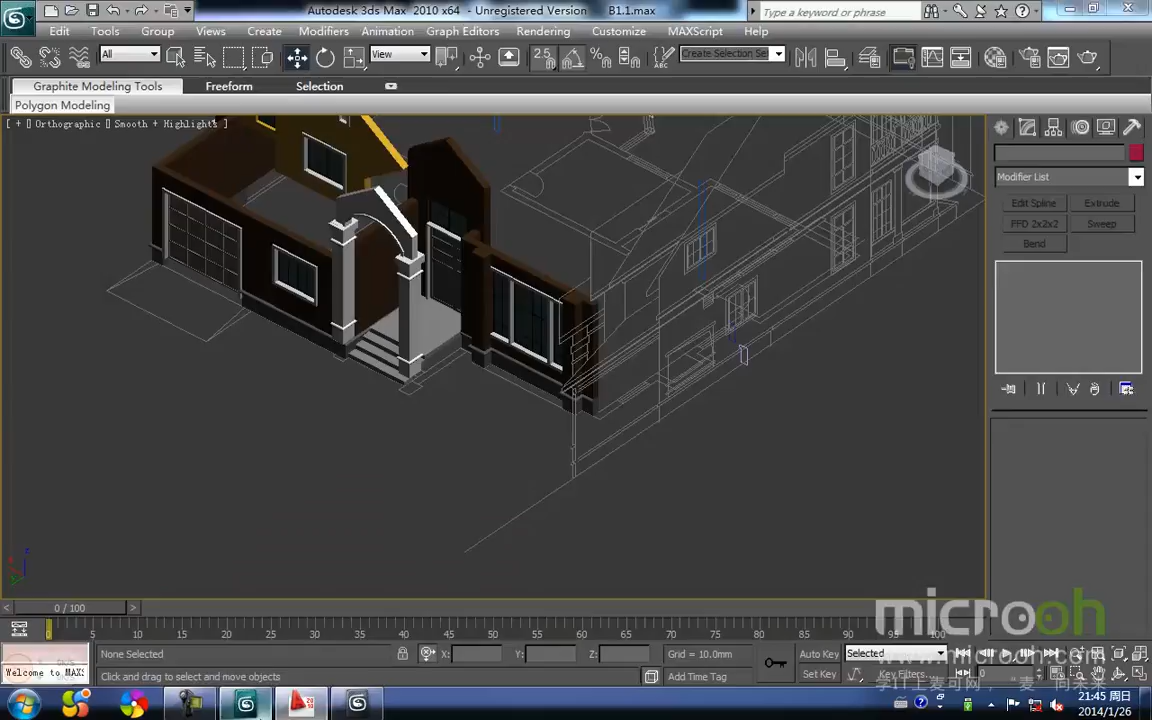 Autodesk 3ds Max 2010 x64 - Unregistered Version B1.1.max
Type a keyword or phrase
Edit Tools Group Views Create Modifiers Animation Graph Editors Rendering Customize MAXScript Help
All View 2.5 Create Selection Se
Graphite Modeling Tools Freeform Selection
Polygon Modeling
[ + ] Orthographic ] Smooth + Highlights ]
Modifier List
Edit Spline Extrude
FFD 2x2x2 Sweep
Bend
< 0 / 100 >
0 5 10 15 20 25 30 35 40 45 50 55 60 65 70 75 80 85 90 95 100
microoh
None Selected X: Y: Z: Grid = 10.0mm Auto Key Selected
www.microoh.com
Welcome to MAX: Click and drag to select and move objects Add Time Tag Set Key Key Filters... 0
21:45 周日
2014/1/26